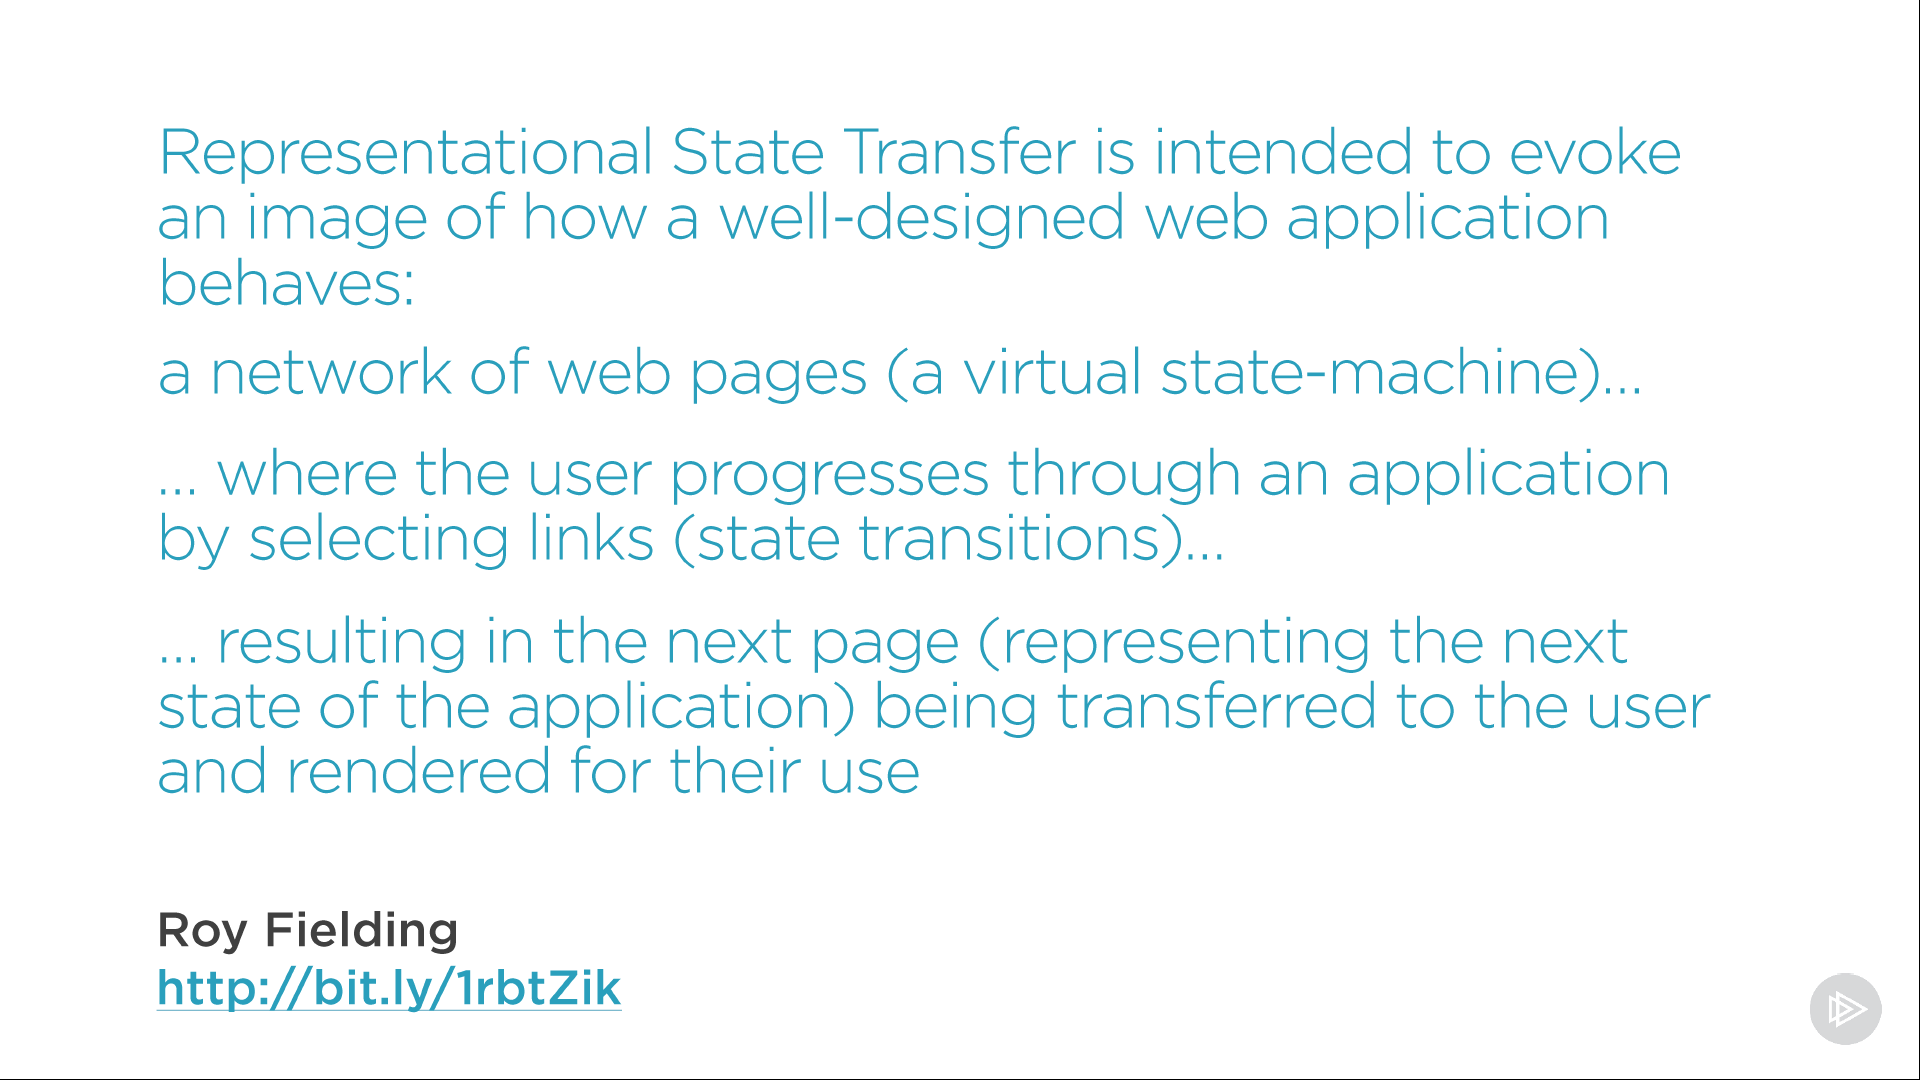 Representational State Transfer is intended to evoke
an image of how a well-designed web application
behaves:
a network of web pages (a virtual state-machine)...
... where the user progresses through an application
by selecting links (state transitions)...
... resulting in the next page (representing the next
state of the application) being transferred to the user
and rendered for their use
Roy Fielding
http://bit.ly/1rbtZik